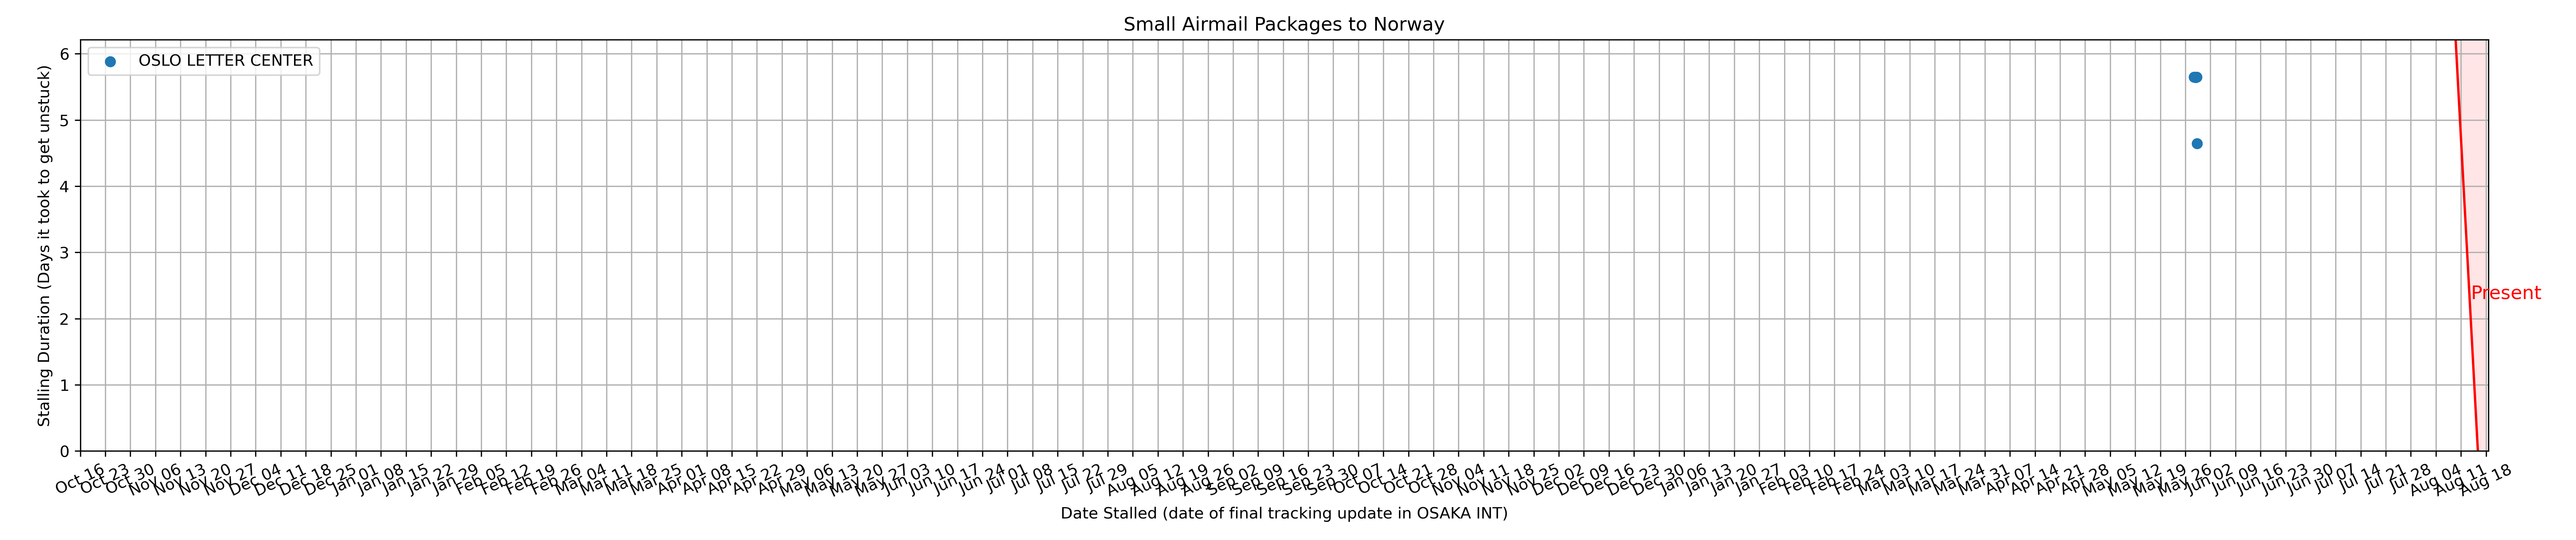 Small Airmail Packages to Norway
OSLO LETTER CENTER
Stalling Duration (Days it took to get unstuck)
6
5
4
3
2
1
0
Present
Oct 16 Oct 23 Oct 30 Nov 06 Nov 13 Nov 20 Nov 27 Dec 04 Dec 11 Dec 18 Dec 25 Jan 01 Jan 08 Jan 15 Jan 22 Jan 29 Feb 05 Feb 12 Feb 19 Feb 26 Mar 04 Mar 11 Mar 18 Mar 25 Apr 01 Apr 08 Apr 15 Apr 22 Apr 29 May 06 May 13 May 20 May 27 Jun 03 Jun 10 Jun 17 Jun 24 Jul 01 Jul 08 Jul 15 Jul 22 Jul 29 Aug 05 Aug 12 Aug 19 Aug 26 Sep 02 Sep 09 Sep 16 Sep 23 Sep 30 Oct 07 Oct 14 Oct 21 Oct 28 Nov 04 Nov 11 Nov 18 Nov 25 Dec 02 Dec 09 Dec 16 Dec 23 Dec 30 Jan 06 Jan 13 Jan 20 Jan 27 Feb 03 Feb 10 Feb 17 Feb 24 Mar 03 Mar 10 Mar 17 Mar 24 Mar 31 Apr 07 Apr 14 Apr 21 Apr 28 May 05 May 12 May 19 May 26 Jun 02 Jun 09 Jun 16 Jun 23 Jun 30 Jul 07 Jul 14 Jul 21 Jul 28 Aug 04 Aug 11 Aug 18
Date Stalled (date of final tracking update in OSAKA INT)